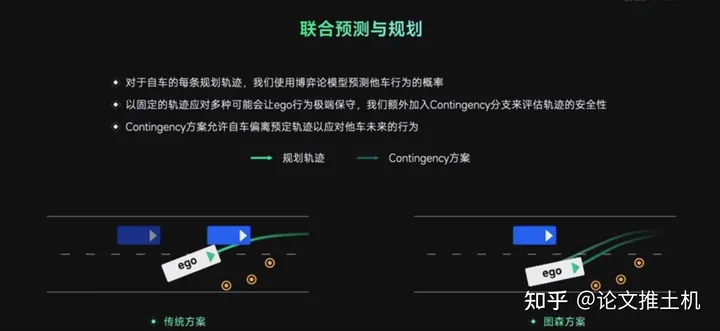 联合预测与规划
对于自车的每条规划轨迹，我们使用博弈论模型预测他车行为的概率
以固定的轨迹应对多种可能会让ego行为极端保守，我们额外加入Contingency分支来评估轨迹的安全性
Contingency方案允许自车偏离预定轨迹以应对他车未来的行为
规划轨迹 Contingency方案
ego ego
传统方案 图森方案
知乎 @论文推土机